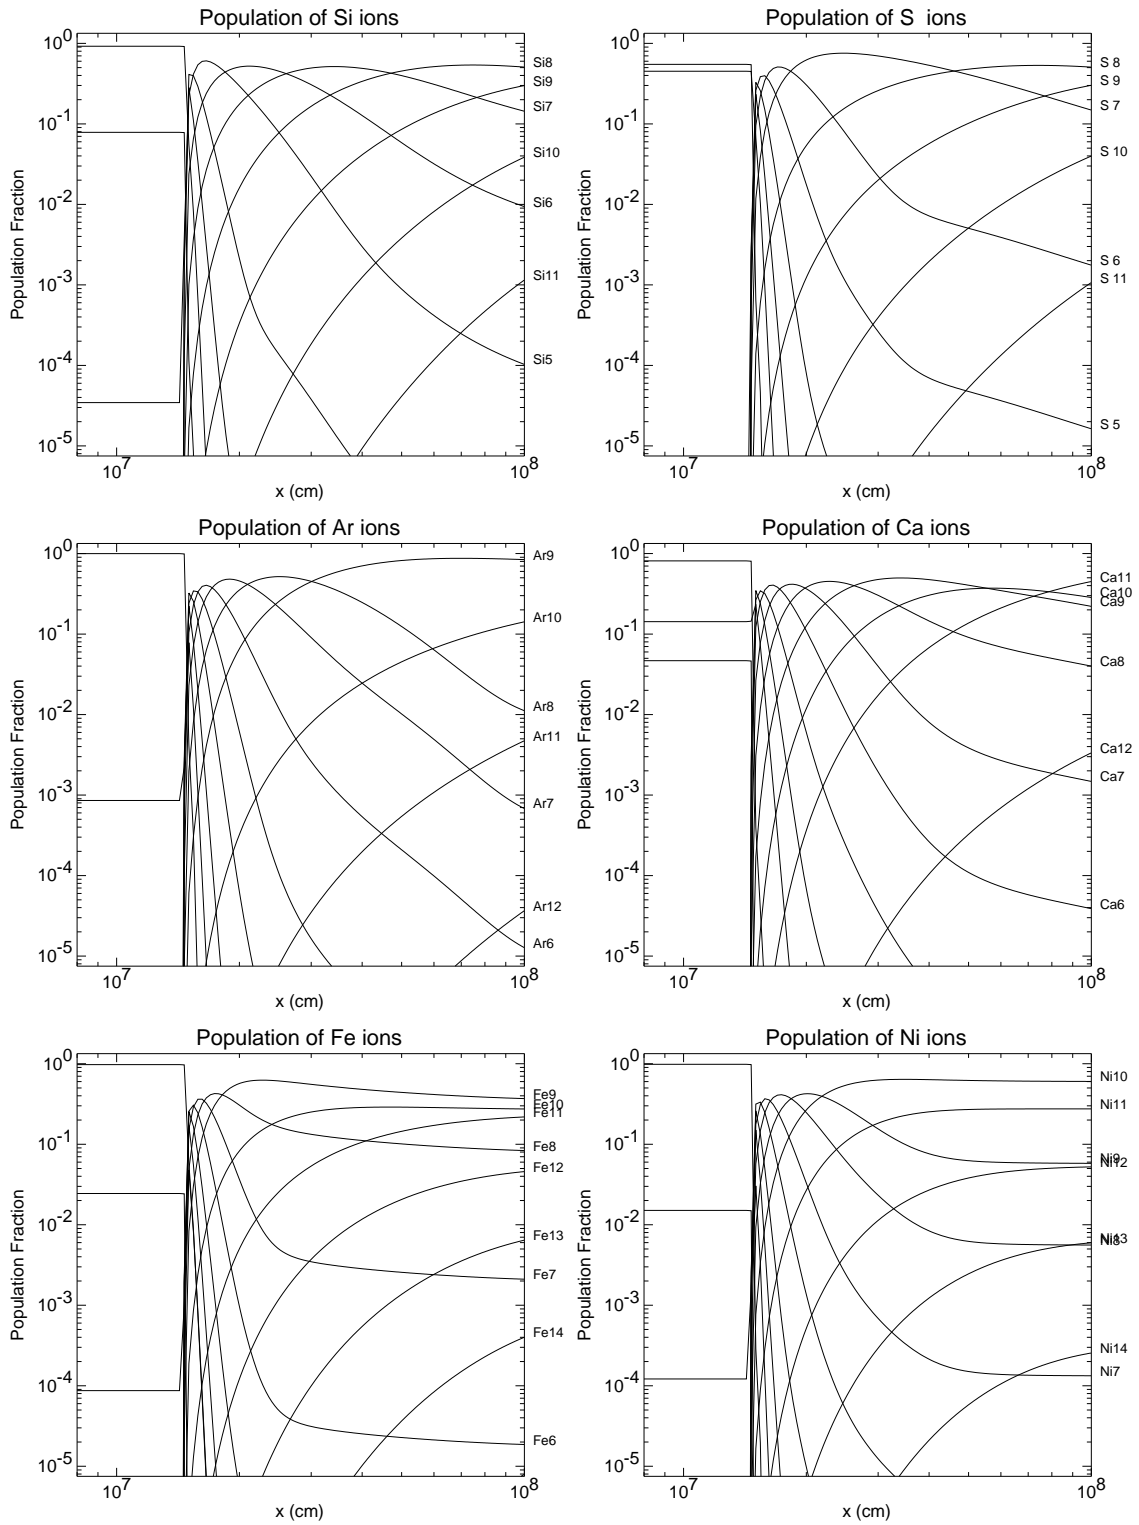 Population of Si ions
10^0
10^-1
10^-2
10^-3
10^-4
10^-5
Population Fraction
10^7
10^8
x (cm)
Si8
Si9
Si7
Si10
Si6
Si11
Si5
Population of S ions
10^0
10^-1
10^-2
10^-3
10^-4
10^-5
Population Fraction
10^7
10^8
x (cm)
S 8
S 9
S 7
S 10
S 6
S 11
S 5
Population of Ar ions
10^0
10^-1
10^-2
10^-3
10^-4
10^-5
Population Fraction
10^7
10^8
x (cm)
Ar9
Ar10
Ar8
Ar11
Ar7
Ar12
Ar6
Population of Ca ions
10^0
10^-1
10^-2
10^-3
10^-4
10^-5
Population Fraction
10^7
10^8
x (cm)
Ca11
Ca10
Ca9
Ca8
Ca12
Ca7
Ca6
Population of Fe ions
10^0
10^-1
10^-2
10^-3
10^-4
10^-5
Population Fraction
10^7
10^8
x (cm)
Fe9
Fe10
Fe11
Fe8
Fe12
Fe13
Fe7
Fe14
Fe6
Population of Ni ions
10^0
10^-1
10^-2
10^-3
10^-4
10^-5
Population Fraction
10^7
10^8
x (cm)
Ni10
Ni11
Ni9
Ni12
Ni13
Ni8
Ni14
Ni7